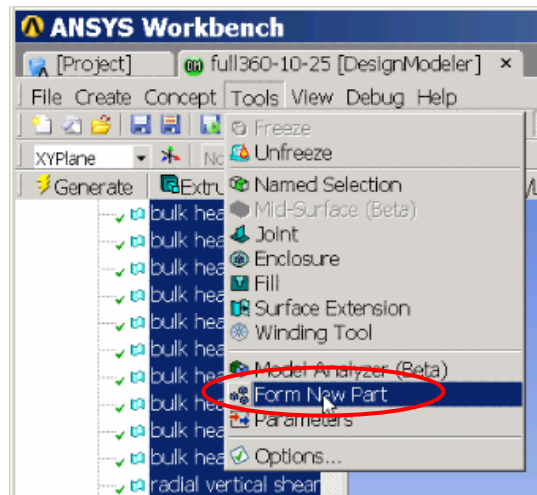 ANSYS Workbench
[Project] full360-10-25 [DesignModeler] ×
File Create Concept Tools View Debug Help
Freeze
XYPlane No Unfreeze
Generate Extru Named Selection
bulk hea Mid-Surface (Beta)
bulk hea Joint
bulk hea Enclosure
bulk hea Fill
bulk hea Surface Extension
bulk hea Winding Tool
bulk hea Model Analyzer (Beta)
bulk hea Form New Part
bulk hea Parameters
bulk hea Options...
radial vertical shear